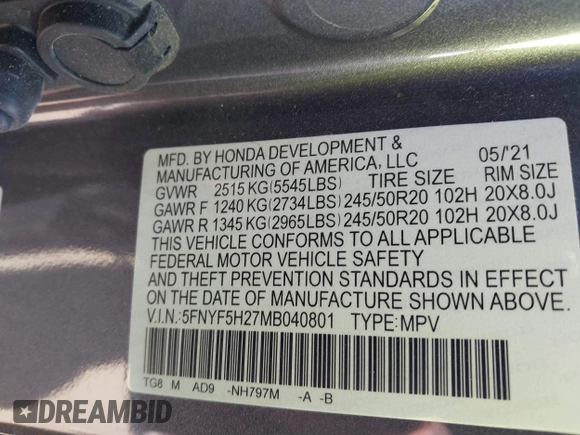 MFD. BY HONDA DEVELOPMENT &
MANUFACTURING OF AMERICA, LLC 05/'21
GVWR 2515 KG(5545LBS) TIRE SIZE RIM SIZE
GAWR F 1240 KG(2734LBS)245/50R20 102H 20X8.0J
GAWR R 1345 KG(2965LBS)245/50R20 102H 20X8.0J
THIS VEHICLE CONFORMS TO ALL APPLICABLE
FEDERAL MOTOR VEHICLE SAFETY
AND THEFT PREVENTION STANDARDS IN EFFECT
ON THE DATE OF MANUFACTURE SHOWN ABOVE.
V.I.N.:5FNYF5H27MB040801 TYPE:MPV
TG8 M AD9 -NH797M -A -B
DREAMBID